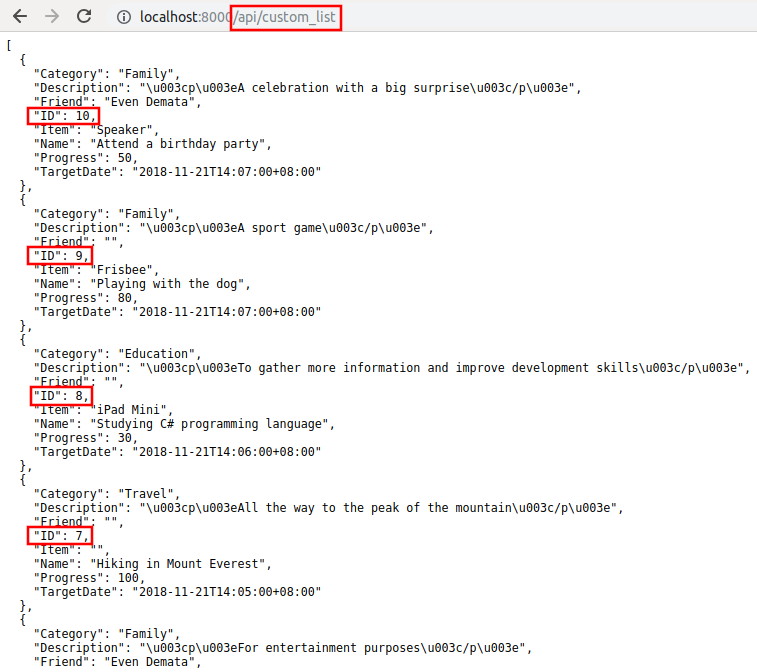 localhost:8000/api/custom_list
[
  {
    "Category": "Family",
    "Description": "\u003cp\u003eA celebration with a big surprise\u003c/p\u003e",
    "Friend": "Even Demata",
    "ID": 10,
    "Item": "Speaker",
    "Name": "Attend a birthday party",
    "Progress": 50,
    "TargetDate": "2018-11-21T14:07:00+08:00"
  },
  {
    "Category": "Family",
    "Description": "\u003cp\u003eA sport game\u003c/p\u003e",
    "Friend": "",
    "ID": 9,
    "Item": "Frisbee",
    "Name": "Playing with the dog",
    "Progress": 80,
    "TargetDate": "2018-11-21T14:07:00+08:00"
  },
  {
    "Category": "Education",
    "Description": "\u003cp\u003eTo gather more information and improve development skills\u003c/p\u003e",
    "Friend": "",
    "ID": 8,
    "Item": "iPad Mini",
    "Name": "Studying C# programming language",
    "Progress": 30,
    "TargetDate": "2018-11-21T14:06:00+08:00"
  },
  {
    "Category": "Travel",
    "Description": "\u003cp\u003eAll the way to the peak of the mountain\u003c/p\u003e",
    "Friend": "",
    "ID": 7,
    "Item": "",
    "Name": "Hiking in Mount Everest",
    "Progress": 100,
    "TargetDate": "2018-11-21T14:05:00+08:00"
  },
  {
    "Category": "Family",
    "Description": "\u003cp\u003eFor entertainment purposes\u003c/p\u003e",
    "Friend": "Even Demata",